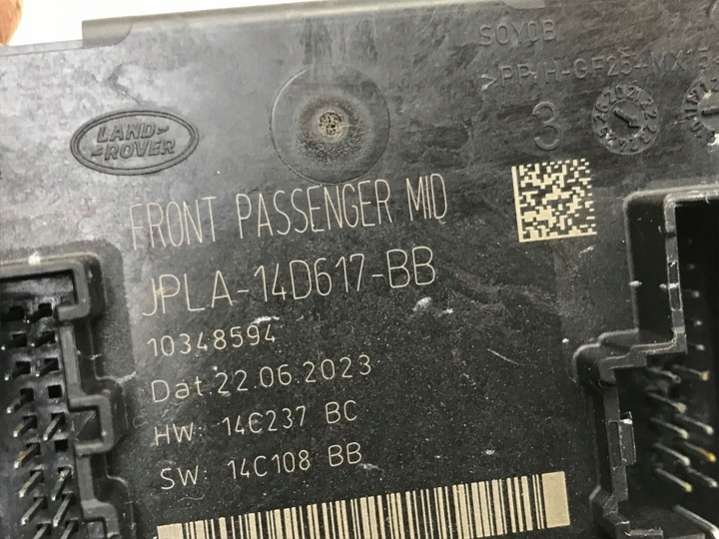 SOVOB
LAND-
-ROVER
3
FRONT PASSENGER MID
JPLA-14D617-BB
10348594
Dat.22.06.2023
HW: 14C237 BC
SW: 14C108 BB